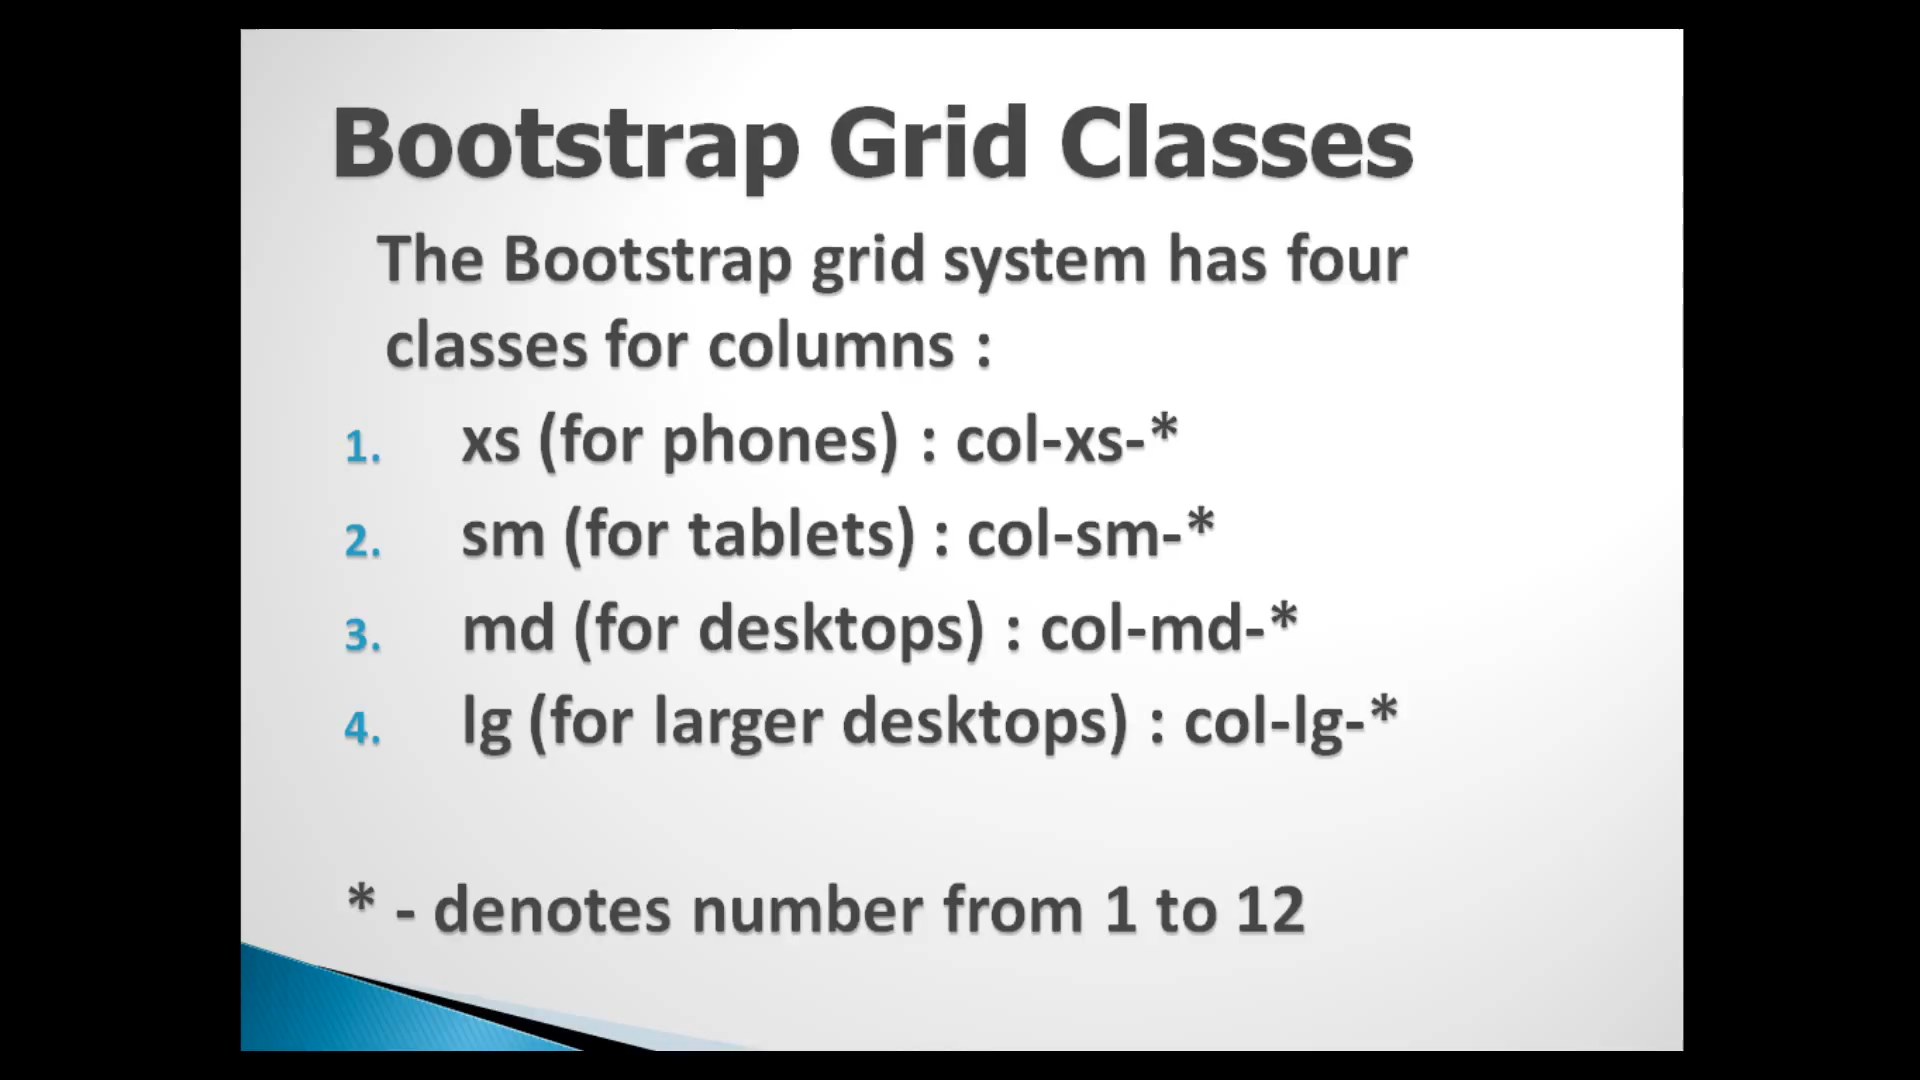 Bootstrap Grid Classes
The Bootstrap grid system has four
classes for columns :
1. xs (for phones) : col-xs-*
2. sm (for tablets) : col-sm-*
3. md (for desktops) : col-md-*
4. lg (for larger desktops) : col-lg-*
* - denotes number from 1 to 12